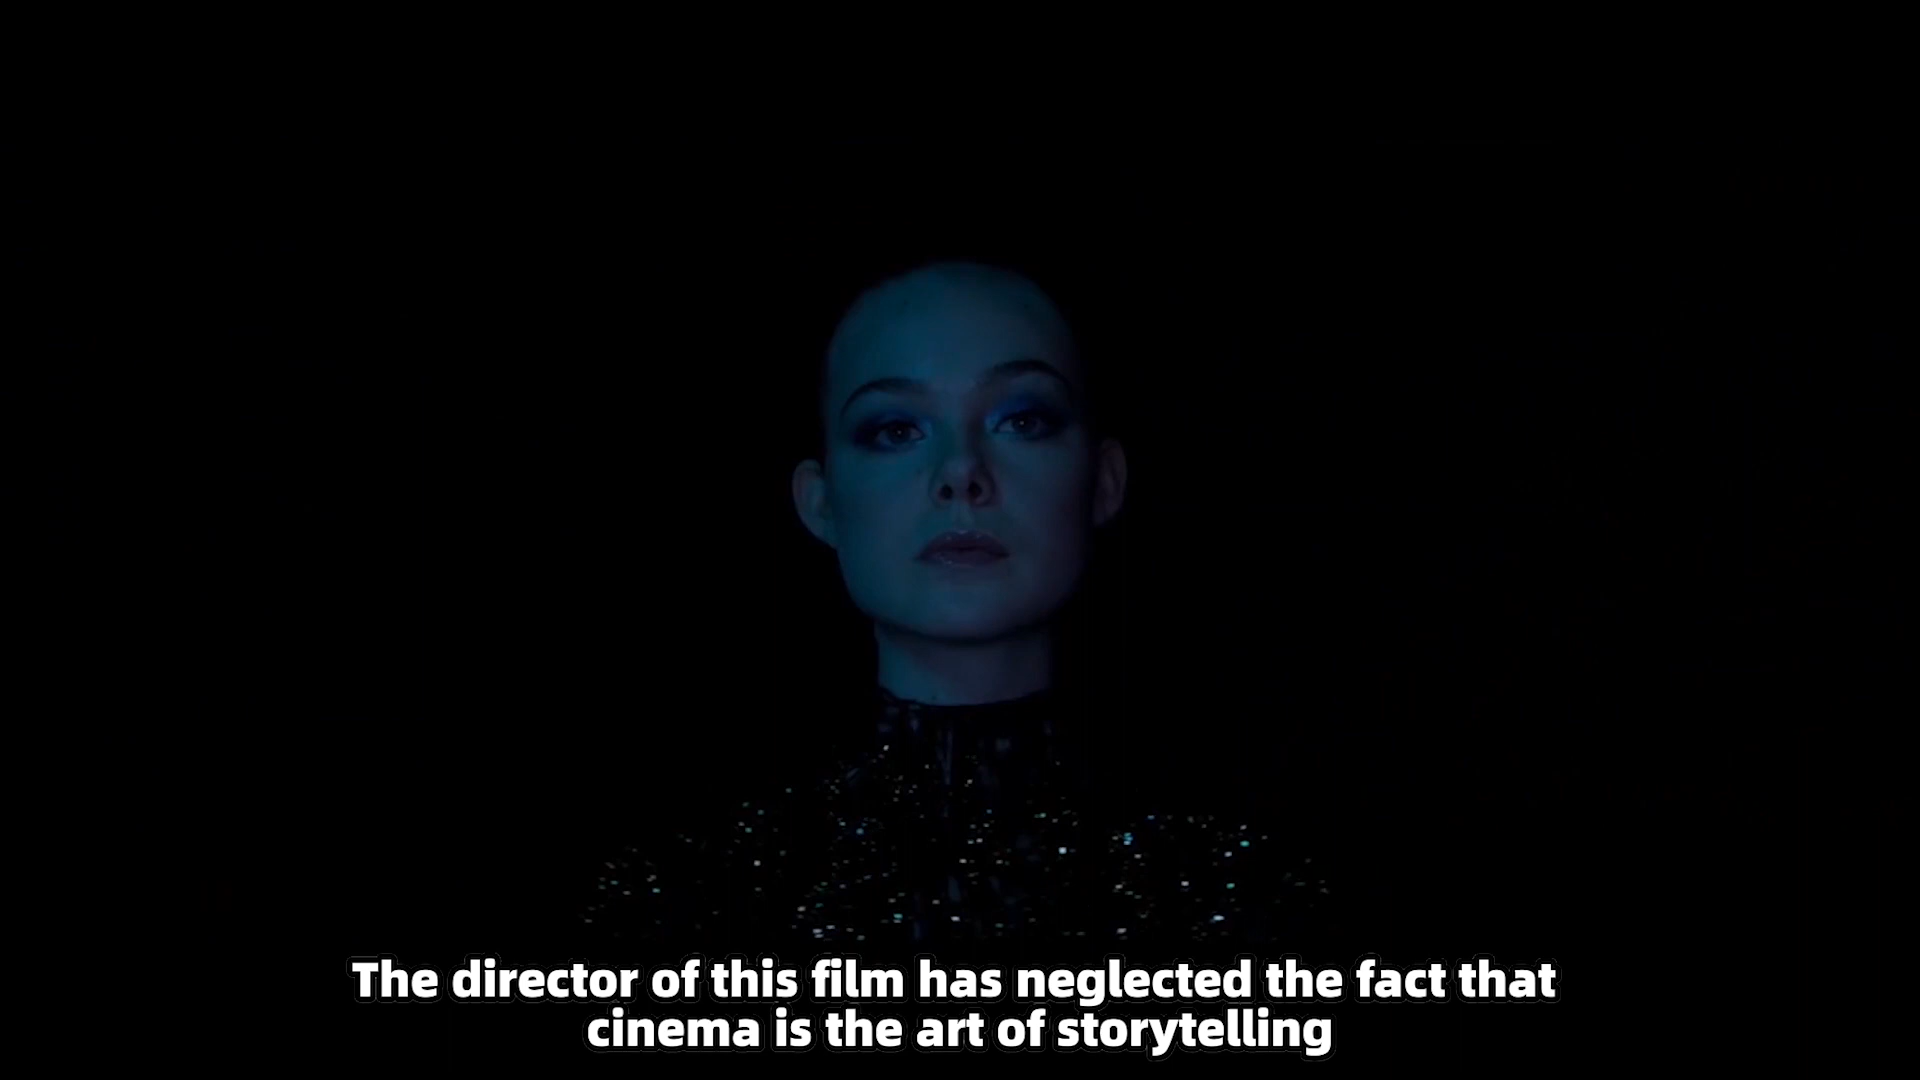 The director of this film has neglected the fact that
cinema is the art of storytelling